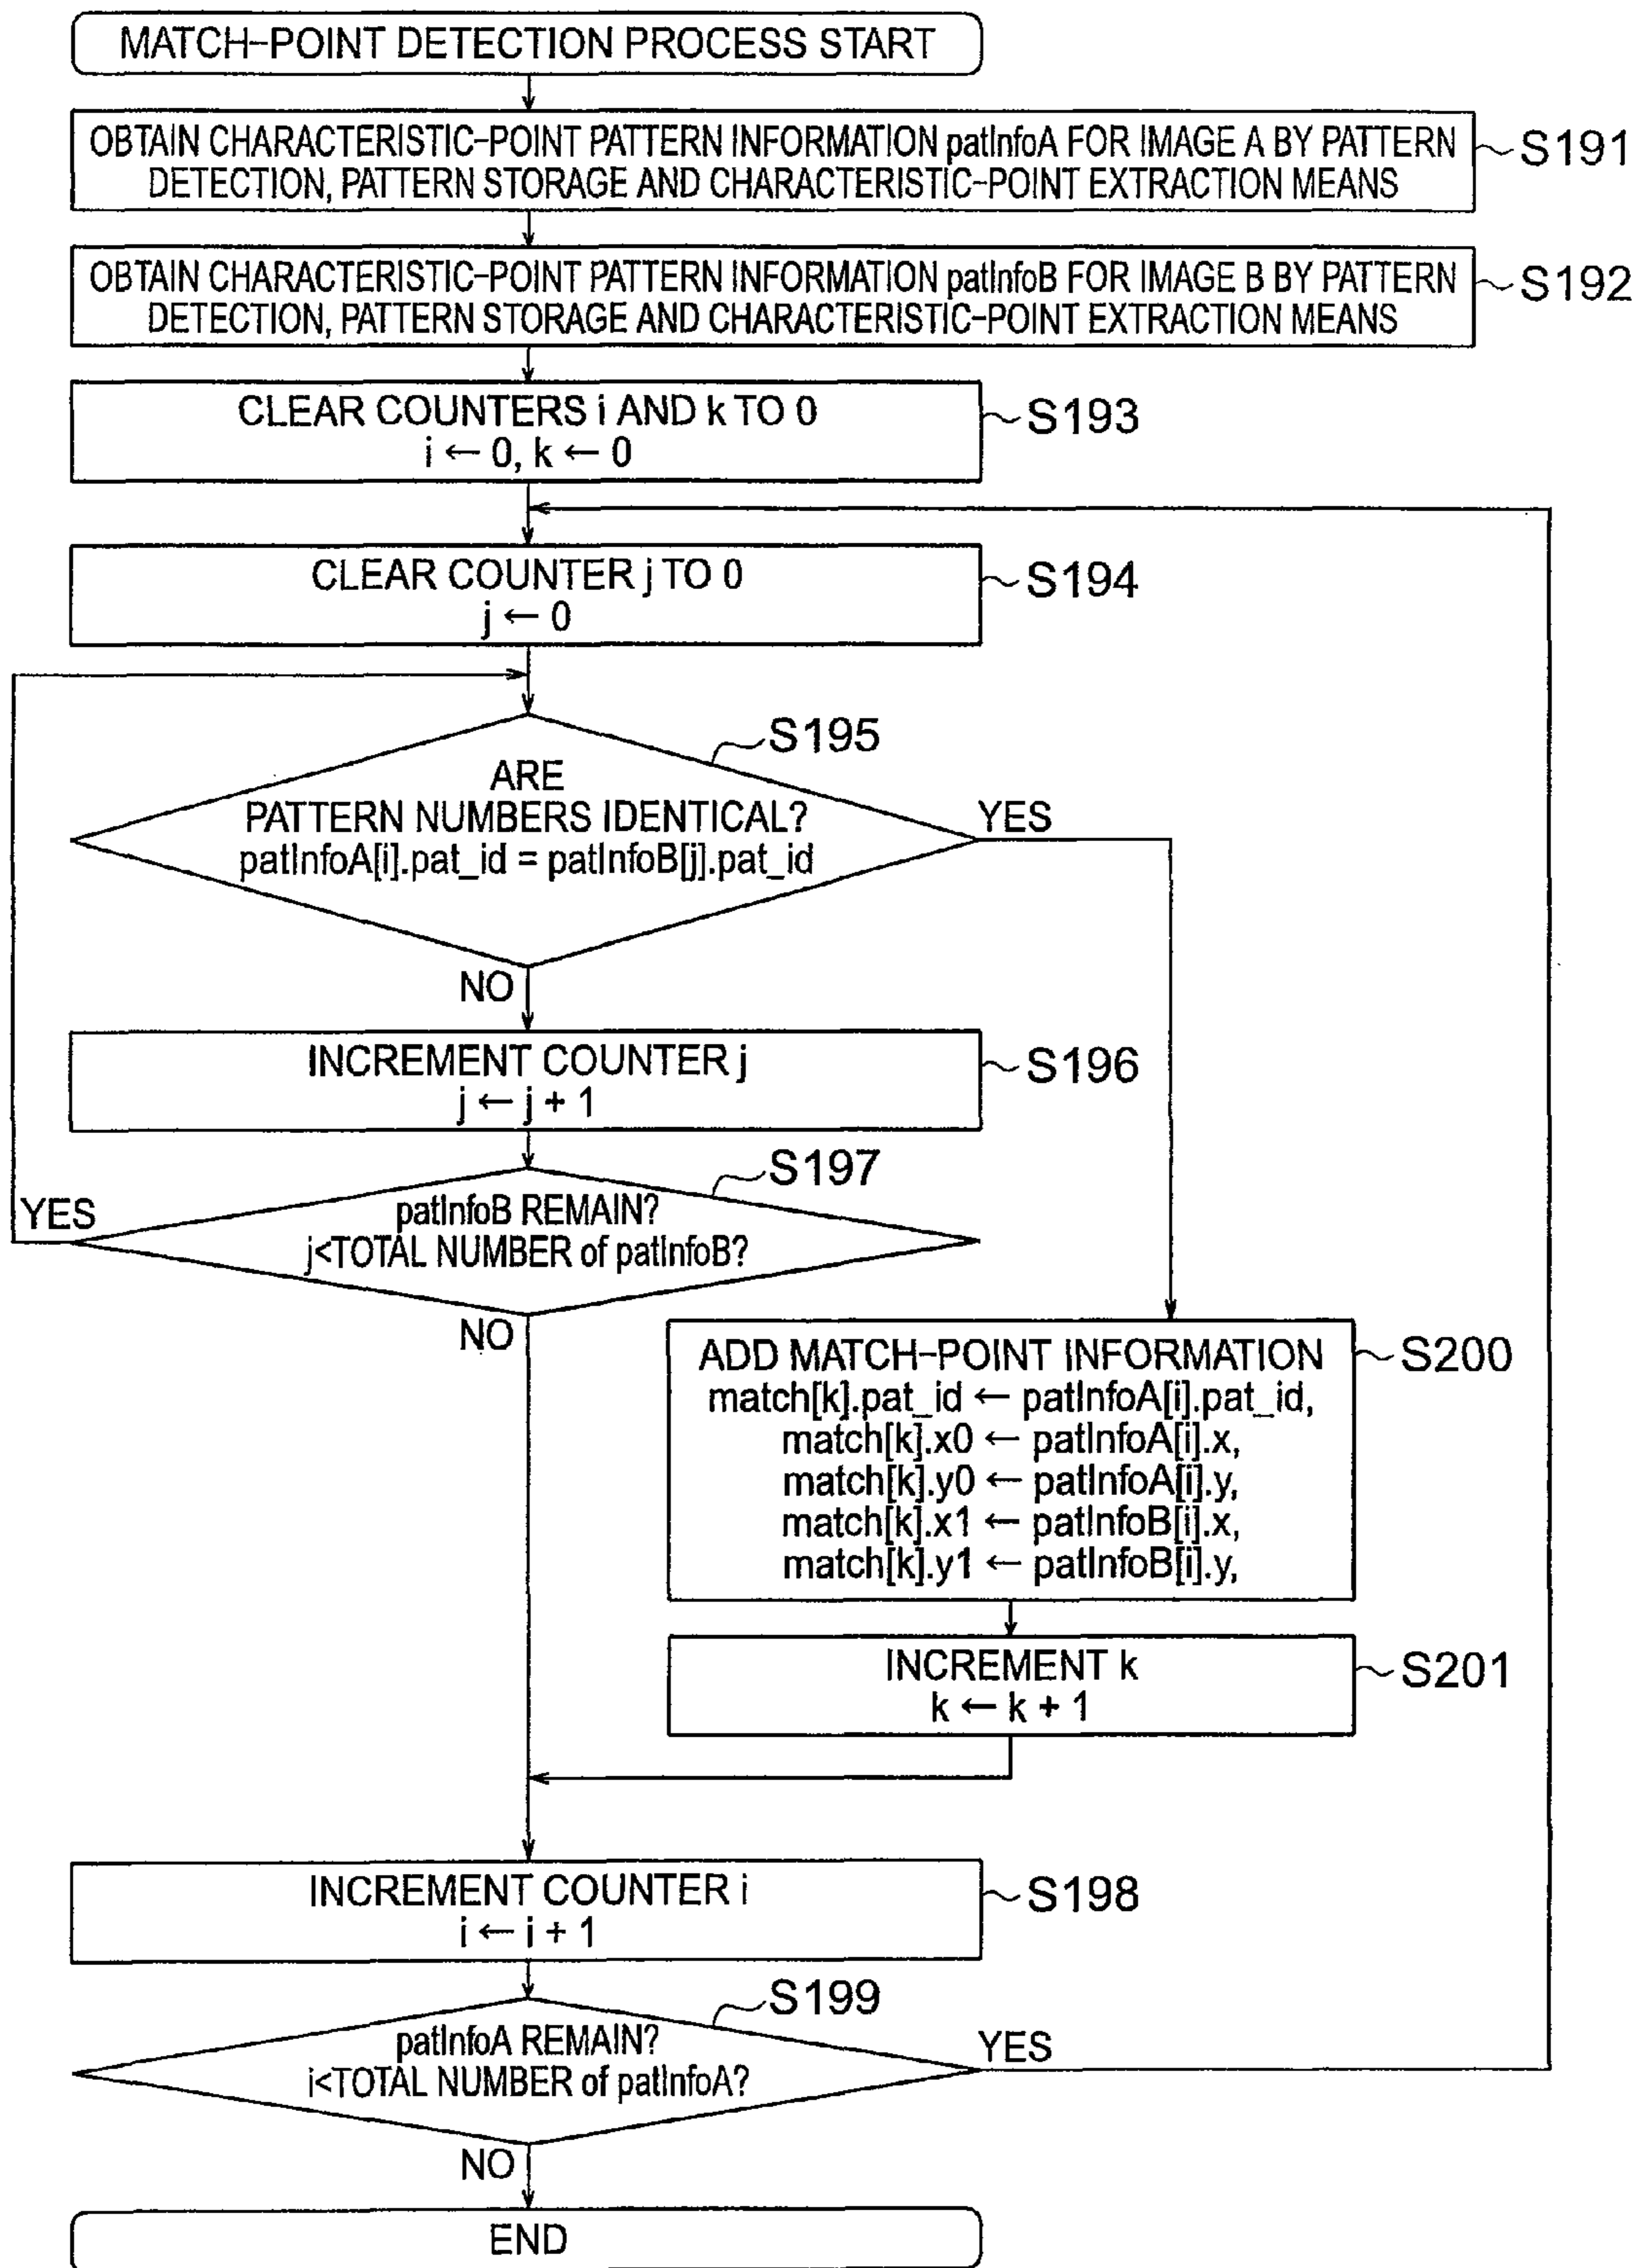 MATCH-POINT DETECTION PROCESS START
OBTAIN CHARACTERISTIC-POINT PATTERN INFORMATION patInfoA FOR IMAGE A BY PATTERN
DETECTION, PATTERN STORAGE AND CHARACTERISTIC-POINT EXTRACTION MEANS
S191
OBTAIN CHARACTERISTIC-POINT PATTERN INFORMATION patInfoB FOR IMAGE B BY PATTERN
DETECTION, PATTERN STORAGE AND CHARACTERISTIC-POINT EXTRACTION MEANS
S192
CLEAR COUNTERS i AND k TO 0
i ← 0, k ← 0
S193
CLEAR COUNTER j TO 0
j ← 0
S194
S195
ARE
PATTERN NUMBERS IDENTICAL?
patInfoA[i].pat_id = patInfoB[j].pat_id
YES
NO
INCREMENT COUNTER j
j ← j + 1
S196
S197
patInfoB REMAIN?
j<TOTAL NUMBER of patInfoB?
YES
NO
ADD MATCH-POINT INFORMATION
match[k].pat_id ← patInfoA[i].pat_id,
match[k].x0 ← patInfoA[i].x,
match[k].y0 ← patInfoA[i].y,
match[k].x1 ← patInfoB[i].x,
match[k].y1 ← patInfoB[i].y,
S200
INCREMENT k
k ← k + 1
S201
INCREMENT COUNTER i
i ← i + 1
S198
S199
patInfoA REMAIN?
i<TOTAL NUMBER of patInfoA?
YES
NO
END